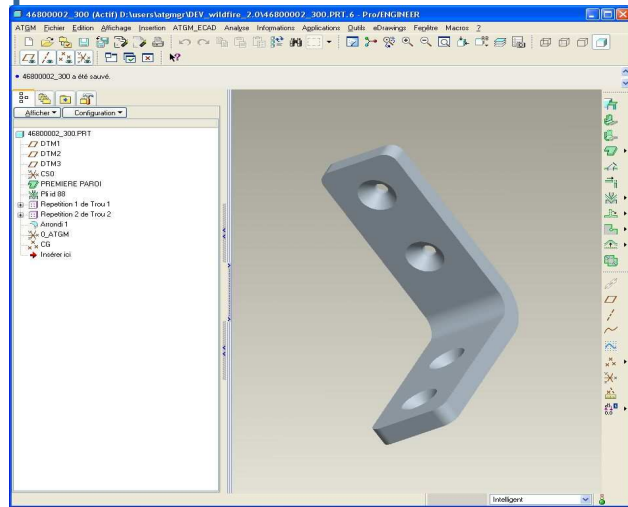 46800002_300 (Actif) D:\users\atgmgr\DEV_wildfire_2.0\46800002_300.PRT.6 - Pro/ENGINEER
ATGM Fichier Edition Affichage Insertion ATGM_ECAD Analyse Informations Applications Outils eDrawings Fenêtre Macros ?
46800002_300 a été sauvé.
Afficher Configuration
46800002_300.PRT
DTM1
DTM2
DTM3
CS0
PREMIERE PAROI
Pli id 88
Repetition 1 de Trou 1
Repetition 2 de Trou 2
Arrondi 1
0_ATGM
CG
Insérer ici
Intelligent